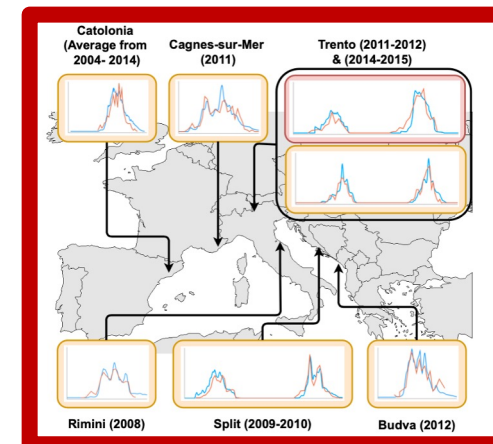 Catolonia
(Average from
2004- 2014)
Cagnes-sur-Mer
(2011)
Trento (2011-2012)
& (2014-2015)
Rimini (2008)
Split (2009-2010)
Budva (2012)